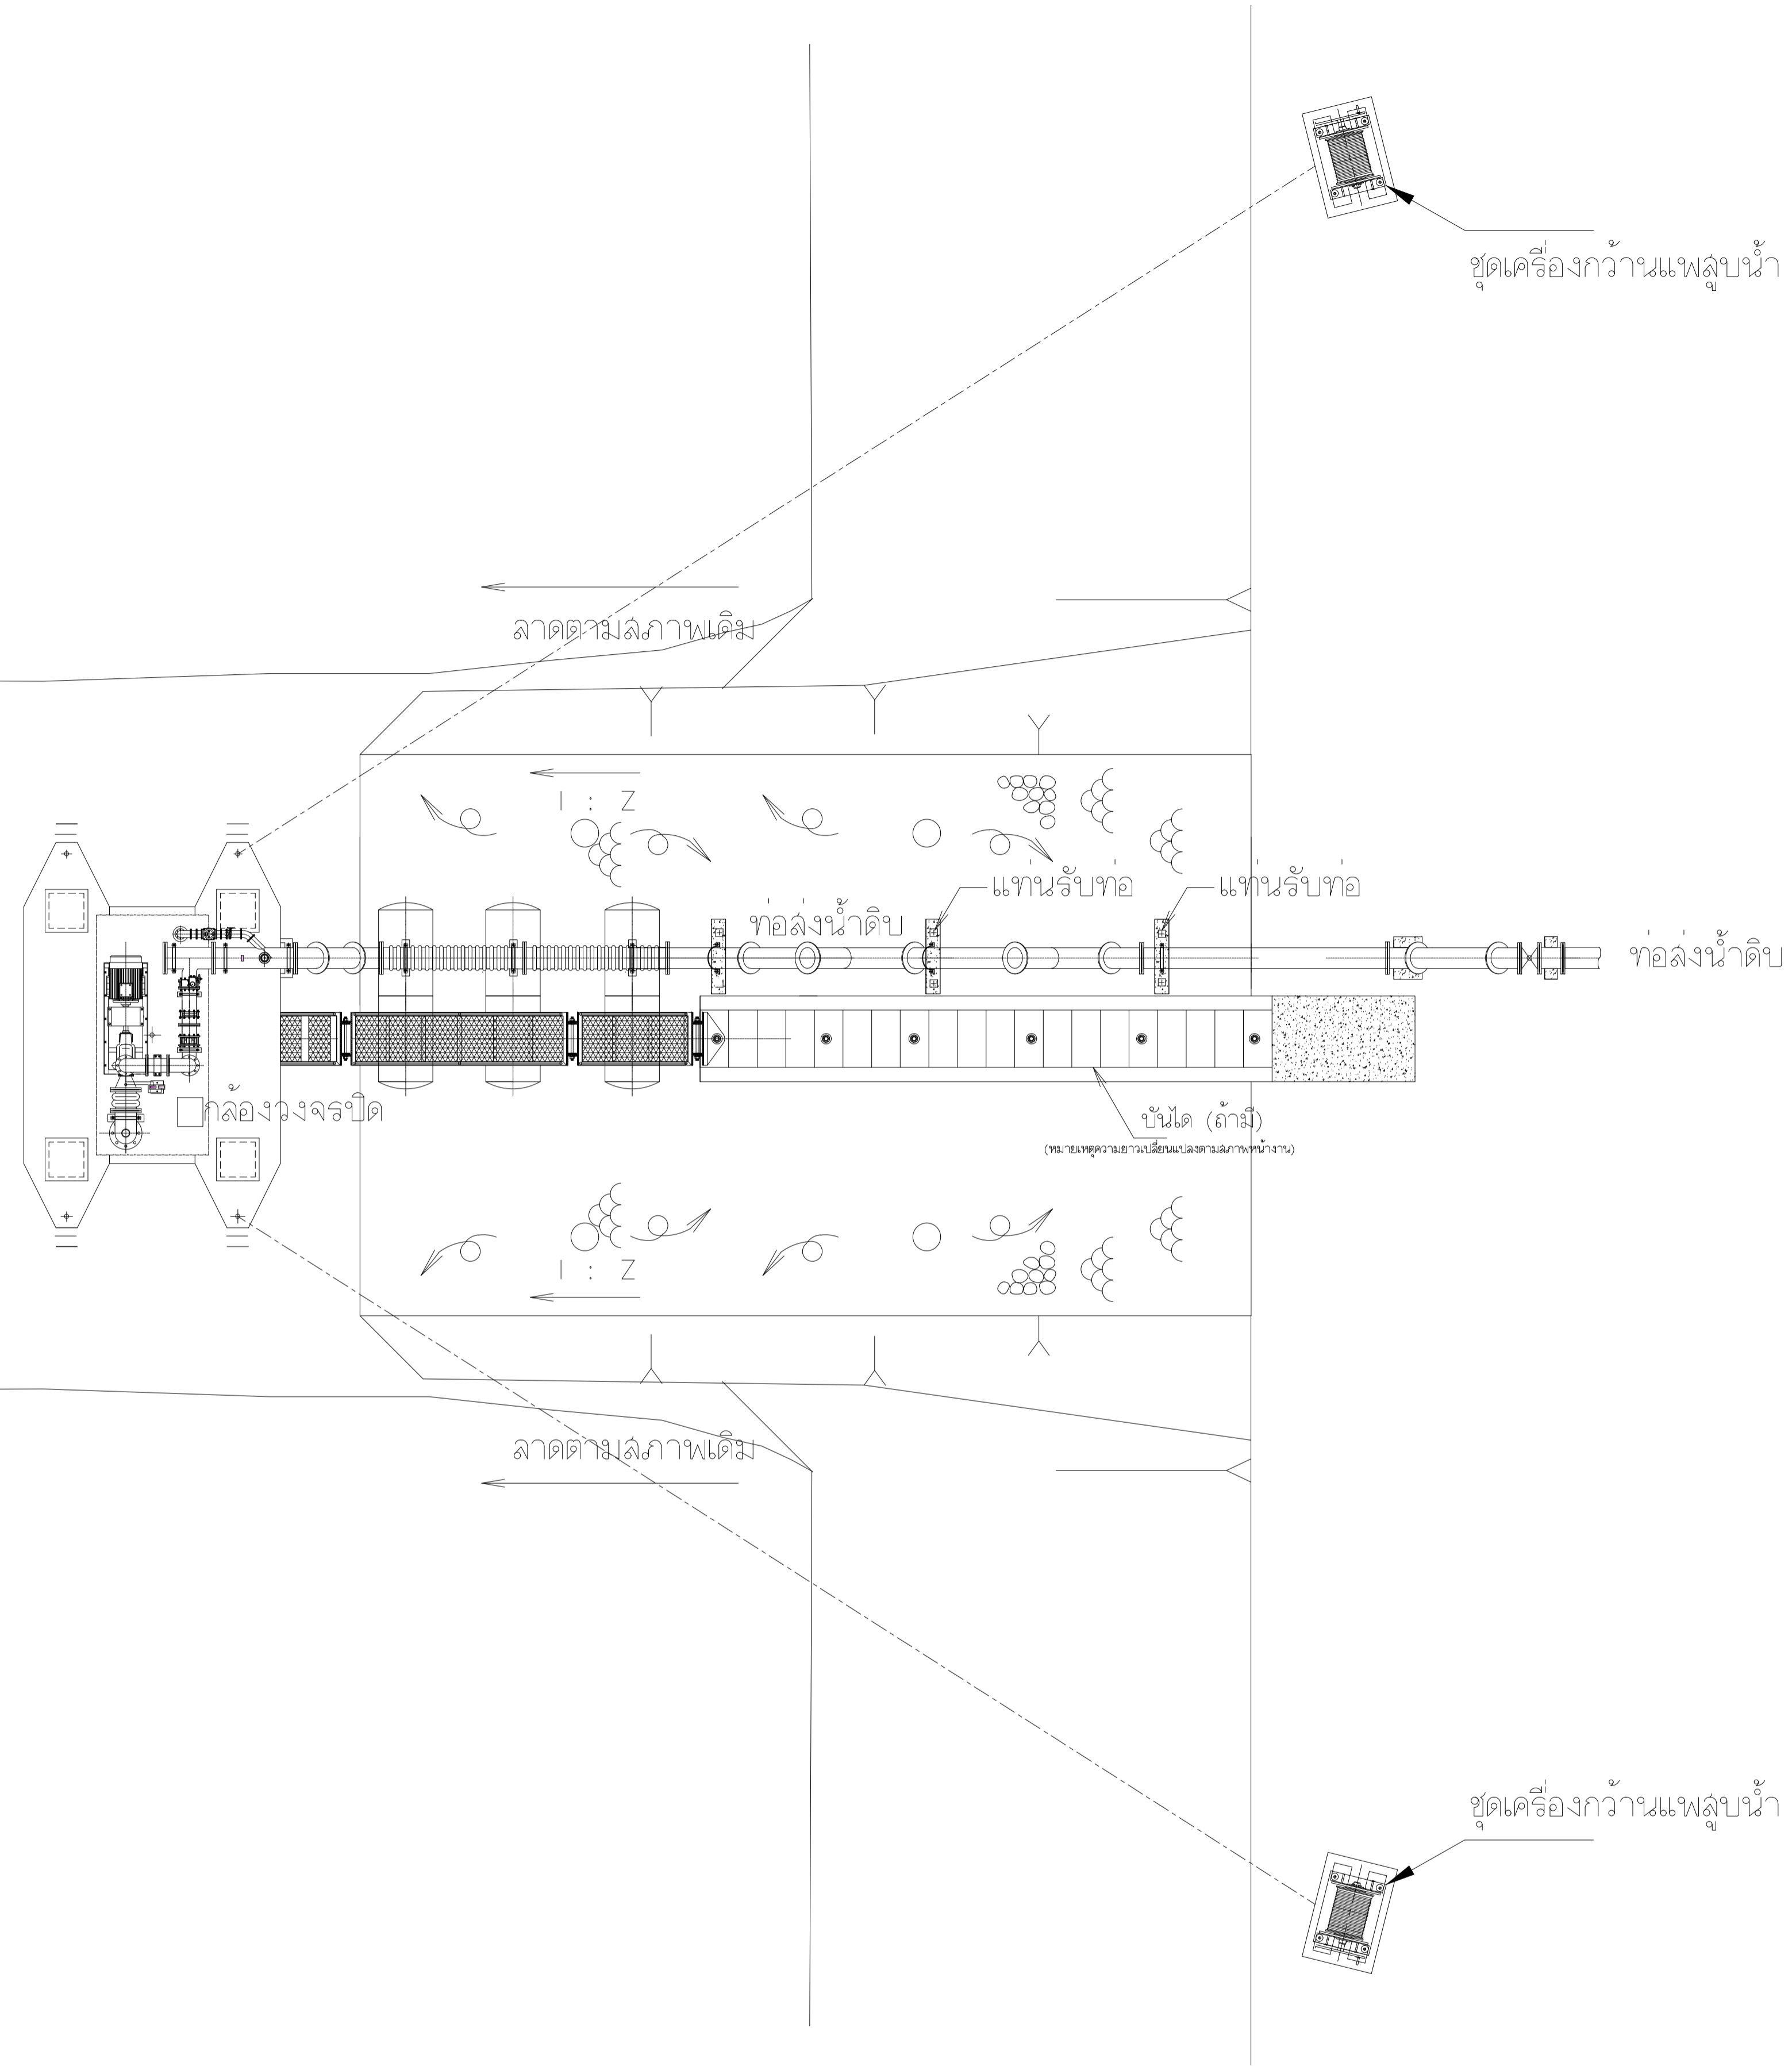 ชุดเครื่องกว้านแพสูบน้ำ
ลาดตามสภาพเดิม
1 : Z
แท่นรับท่อ
แท่นรับท่อ
ท่อส่งน้ำดิบ
ท่อส่งน้ำดิบ
กล้องวงจรปิด
บันได (ถ้ามี)
(หมายเหตุความยาวเปลี่ยนแปลงตามสภาพหน้างาน)
1 : Z
ลาดตามสภาพเดิม
ชุดเครื่องกว้านแพสูบน้ำ